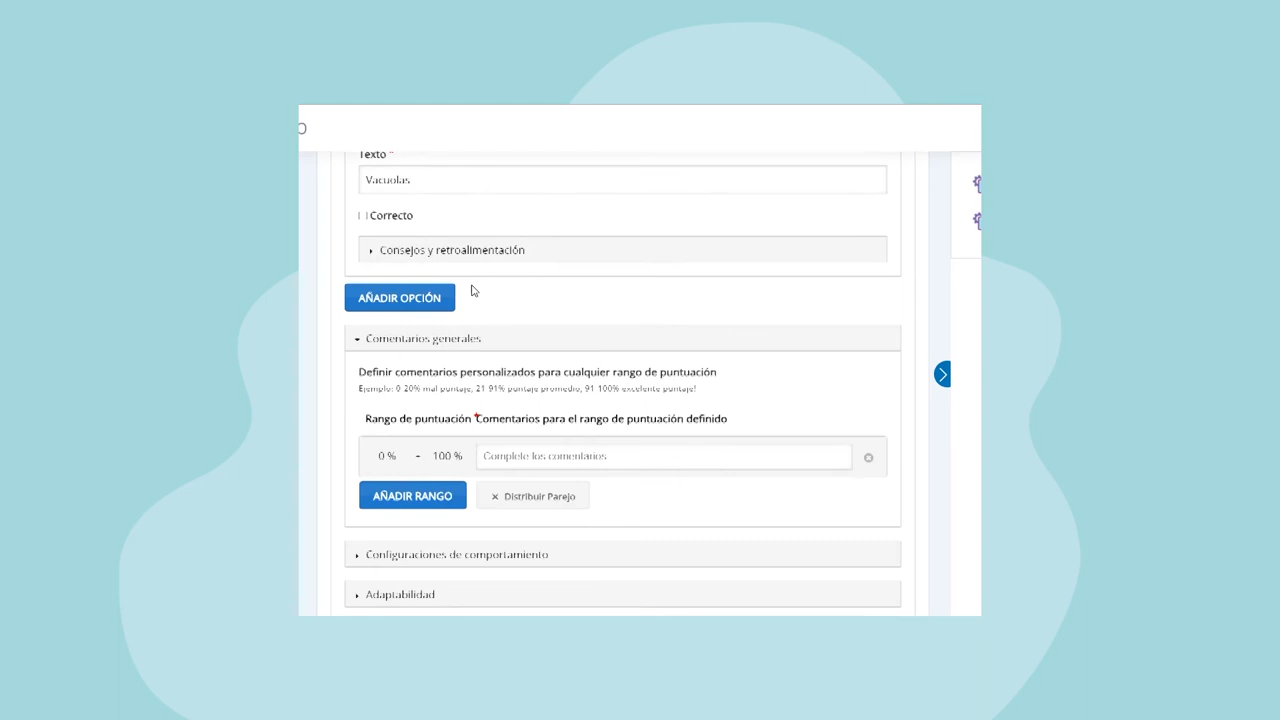 Texto *
Vacuolas
Correcto
Consejos y retroalimentación
AÑADIR OPCIÓN
Comentarios generales
Definir comentarios personalizados para cualquier rango de puntuación
Ejemplo: 0-20% mal puntaje, 21-91% puntaje promedio, 91-100% excelente puntaje!
Rango de puntuación * Comentarios para el rango de puntuación definido
0 % - 100 % Complete los comentarios
AÑADIR RANGO × Distribuir Parejo
Configuraciones de comportamiento
Adaptabilidad